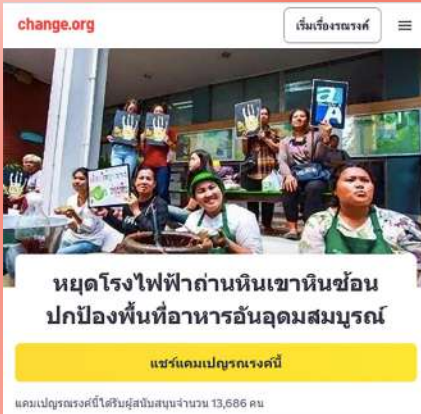 change.org
เริ่มเรื่องรณรงค์
a
A
หยุดโรงไฟฟ้าถ่านหินเขาหินซ้อน
ปกป้องพื้นที่อาหารอันอุดมสมบูรณ์
แชร์แคมเปญรณรงค์นี้
แคมเปญรณรงค์นี้ได้รับผู้สนับสนุนจำนวน 13,686 คน